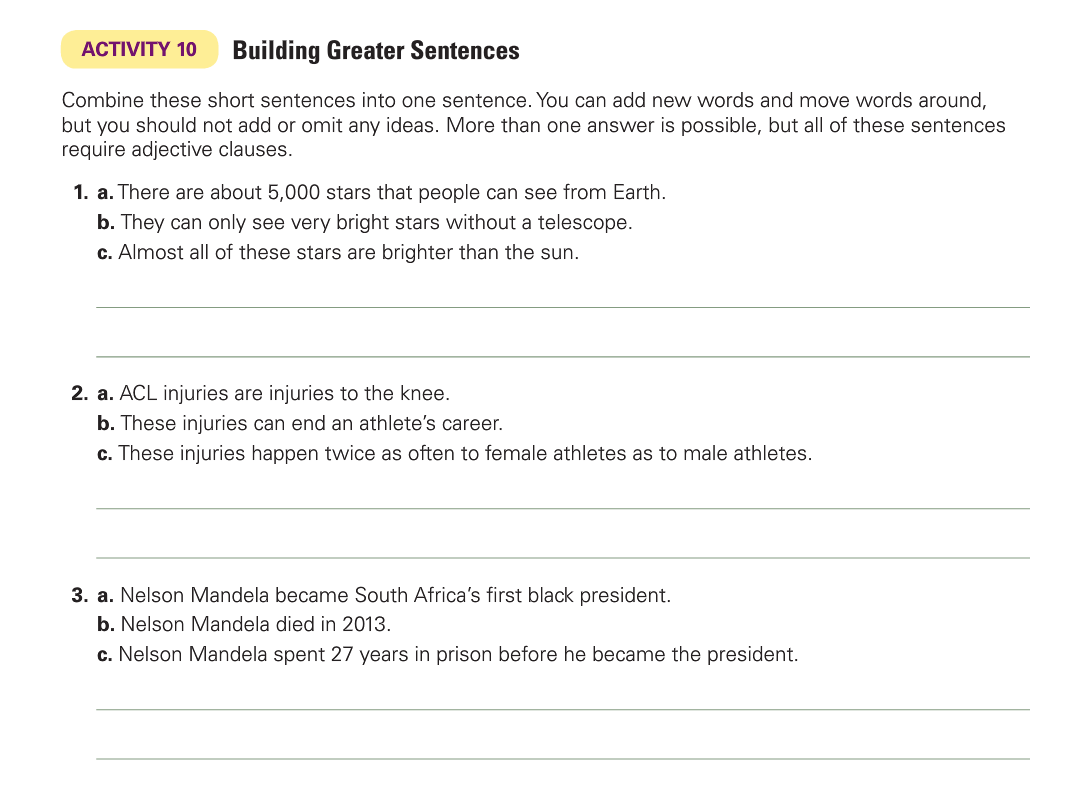 ACTIVITY 10 Building Greater Sentences
Combine these short sentences into one sentence. You can add new words and move words around,
but you should not add or omit any ideas. More than one answer is possible, but all of these sentences
require adjective clauses.
1. a. There are about 5,000 stars that people can see from Earth.
b. They can only see very bright stars without a telescope.
c. Almost all of these stars are brighter than the sun.
2. a. ACL injuries are injuries to the knee.
b. These injuries can end an athlete’s career.
c. These injuries happen twice as often to female athletes as to male athletes.
3. a. Nelson Mandela became South Africa’s first black president.
b. Nelson Mandela died in 2013.
c. Nelson Mandela spent 27 years in prison before he became the president.